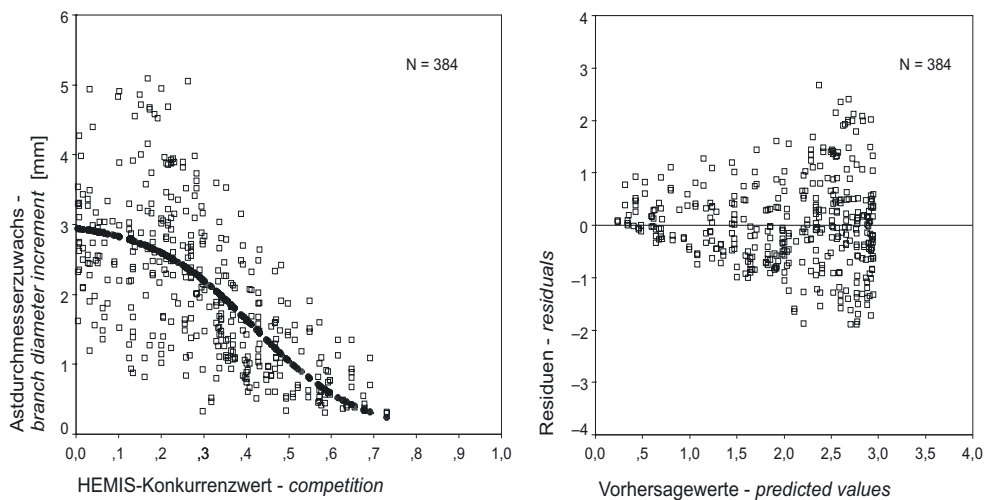 Astdurchmesserzuwachs -
branch diameter increment [mm]
6
5
4
3
2
1
0
N = 384
0,0 ,1 ,2 ,3 ,4 ,5 ,6 ,7 ,8 ,9 1,0
HEMIS-Konkurrenzwert - competition
Residuen - residuals
4
3
2
1
0
–1
–2
–3
–4
N = 384
0,0 ,5 1,0 1,5 2,0 2,5 3,0 3,5 4,0
Vorhersagewerte - predicted values